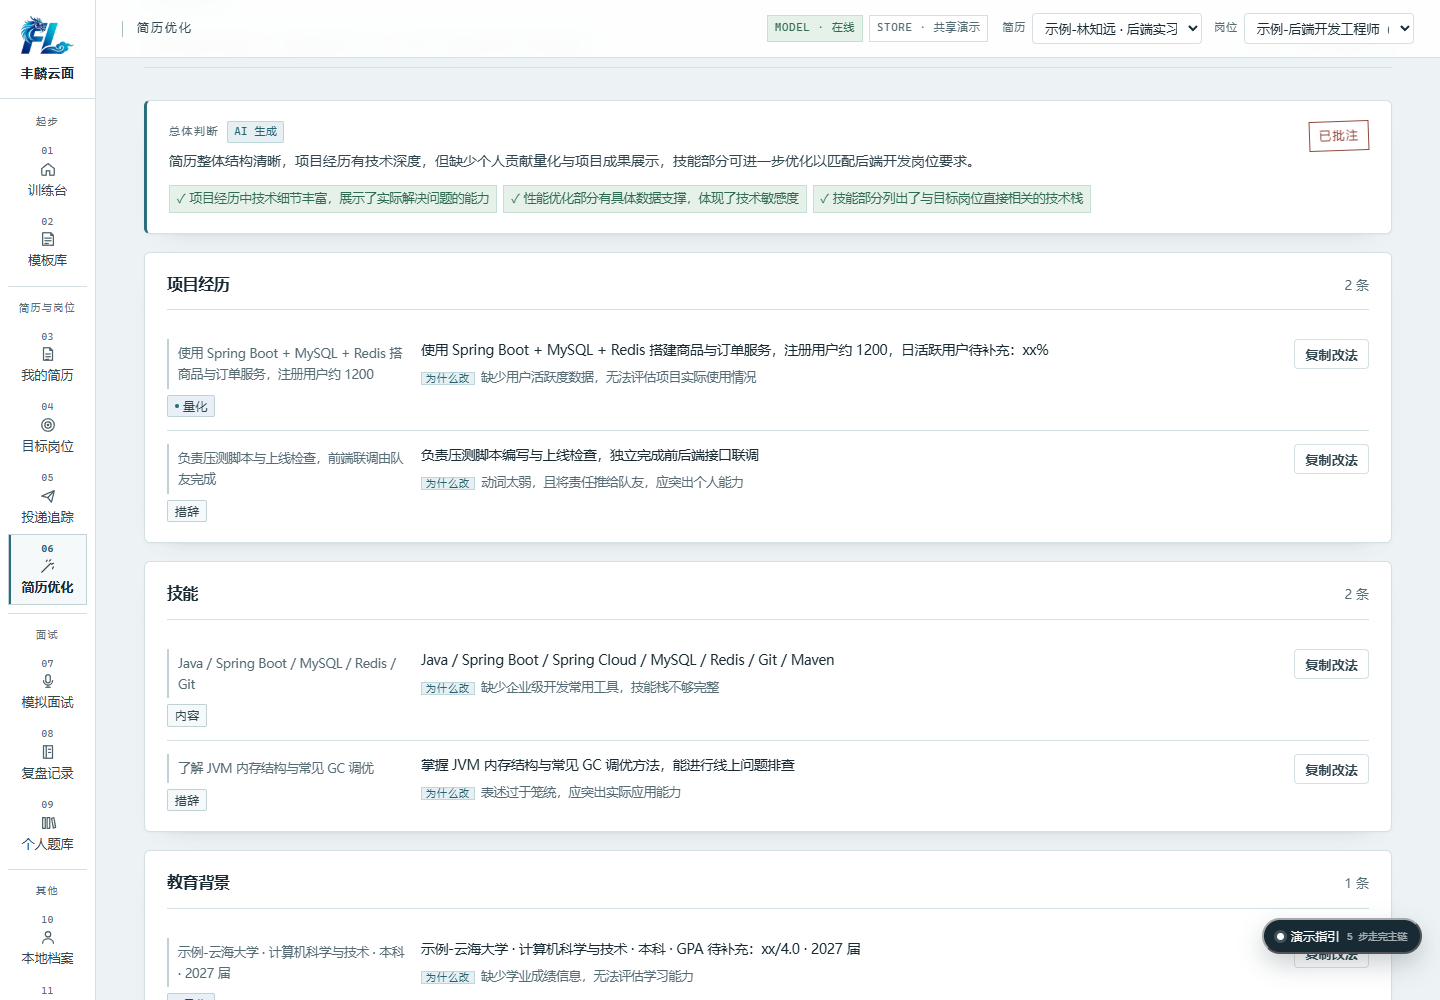 FL
丰麟云面
简历优化
MODEL · 在线
STORE · 共享演示
简历
示例-林知远 · 后端实习
岗位
示例-后端开发工程师（
起步
01
训练台
02
模板库
简历与岗位
03
我的简历
04
目标岗位
05
投递追踪
06
简历优化
面试
07
模拟面试
08
复盘记录
09
个人题库
其他
10
本地档案
11
总体判断 AI 生成
已批注
简历整体结构清晰，项目经历有技术深度，但缺少个人贡献量化与项目成果展示，技能部分可进一步优化以匹配后端开发岗位要求。
✓ 项目经历中技术细节丰富，展示了实际解决问题的能力
✓ 性能优化部分有具体数据支撑，体现了技术敏感度
✓ 技能部分列出了与目标岗位直接相关的技术栈
项目经历
2 条
使用 Spring Boot + MySQL + Redis 搭
商品与订单服务，注册用户约 1200
• 量化
使用 Spring Boot + MySQL + Redis 搭建商品与订单服务，注册用户约 1200，日活跃用户待补充：xx%
为什么改 缺少用户活跃度数据，无法评估项目实际使用情况
复制改法
负责压测脚本与上线检查，前端联调由队
友完成
措辞
负责压测脚本编写与上线检查，独立完成前后端接口联调
为什么改 动词太弱，且将责任推给队友，应突出个人能力
复制改法
技能
2 条
Java / Spring Boot / MySQL / Redis /
Git
内容
Java / Spring Boot / Spring Cloud / MySQL / Redis / Git / Maven
为什么改 缺少企业级开发常用工具，技能栈不够完整
复制改法
了解 JVM 内存结构与常见 GC 调优
措辞
掌握 JVM 内存结构与常见 GC 调优方法，能进行线上问题排查
为什么改 表述过于笼统，应突出实际应用能力
复制改法
教育背景
1 条
示例-云海大学 · 计算机科学与技术 · 本科
· 2027 届
示例-云海大学 · 计算机科学与技术 · 本科 · GPA 待补充：xx/4.0 · 2027 届
为什么改 缺少学业成绩信息，无法评估学习能力
复制改法
演示指引 5 步走完主链